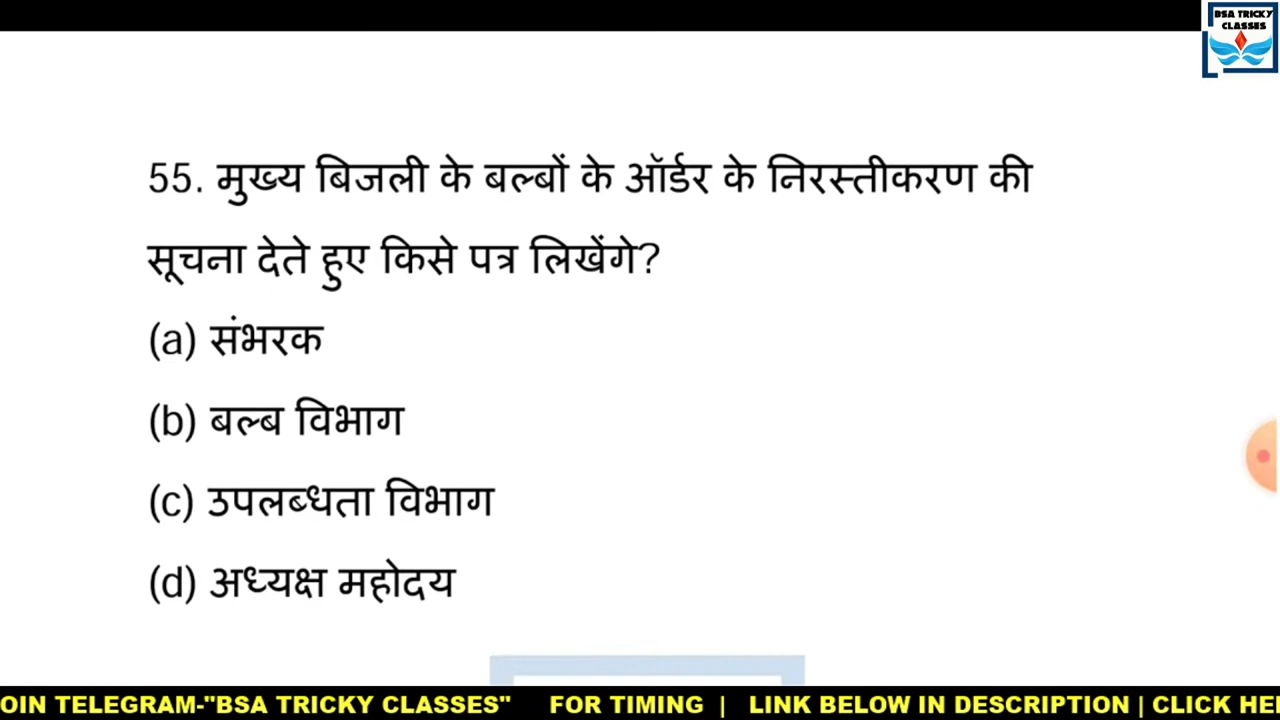 BSA TRICKY
CLASSES
55. मुख्य बिजली के बल्बों के ऑर्डर के निरस्तीकरण की
सूचना देते हुए किसे पत्र लिखेंगे?
(a) संभरक
(b) बल्ब विभाग
(c) उपलब्धता विभाग
(d) अध्यक्ष महोदय
OIN TELEGRAM-"BSA TRICKY CLASSES" FOR TIMING | LINK BELOW IN DESCRIPTION | CLICK HE